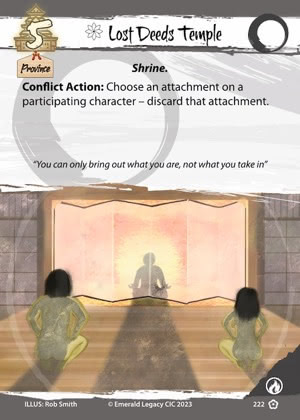 5
Lost Deeds Temple
Province
Shrine.
Conflict Action: Choose an attachment on a
participating character – discard that attachment.
“You can only bring out what you are, not what you take in”
ILLUS: Rob Smith
© Emerald Legacy CIC 2023
222